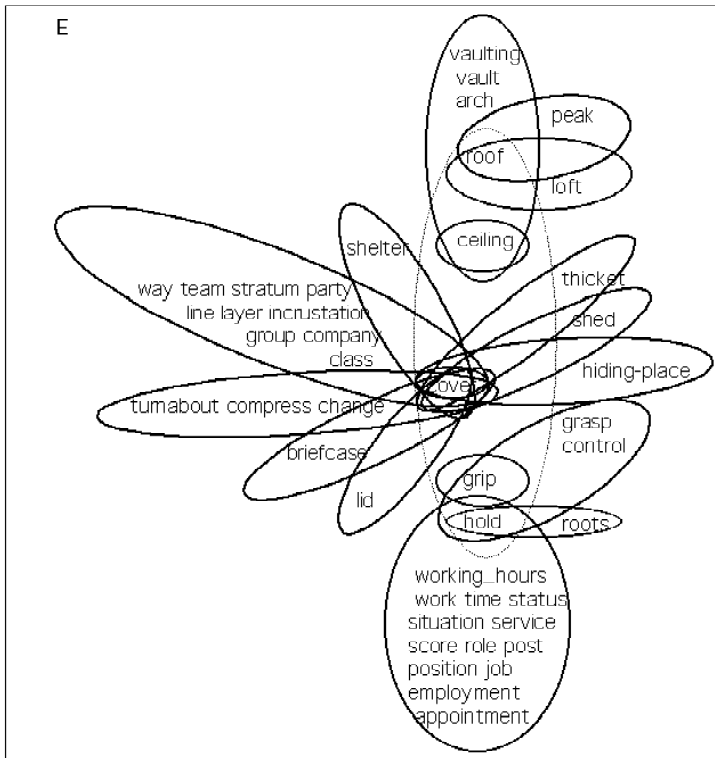 E
vaulting
vault
arch
peak
roof
loft
ceiling
shelter
thicket
way team stratum party
line layer incrustation
shed
group company
class
hiding-place
cover
turnabout compress change
grasp
control
briefcase
grip
lid
hold
roots
working_hours
work time status
situation service
score role post
position job
employment
appointment